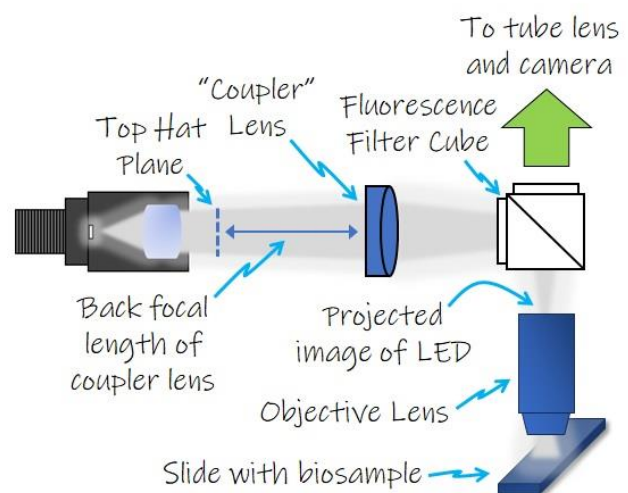 To tube lens
and camera
Fluorescence
Filter Cube
"Coupler"
Lens
Top Hat
Plane
Back focal
length of
coupler lens
Projected
image of LED
Objective Lens
Slide with biosample